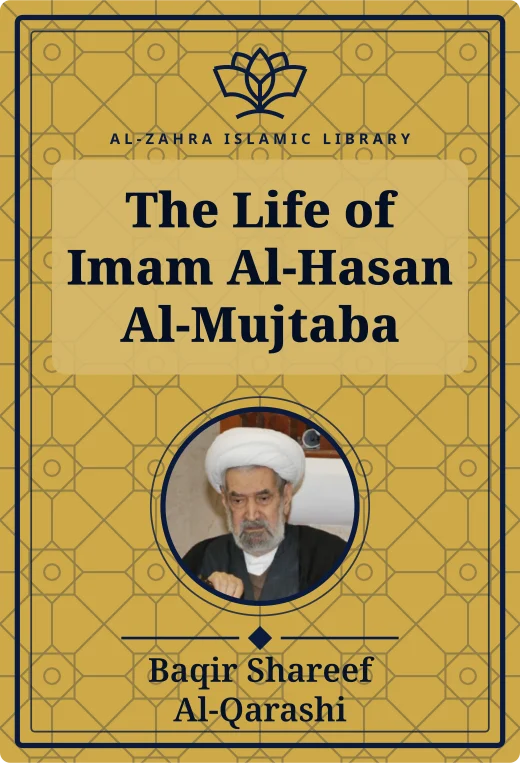 AL-ZAHRA ISLAMIC LIBRARY
The Life of
Imam Al-Hasan
Al-Mujtaba
Baqir Shareef
Al-Qarashi